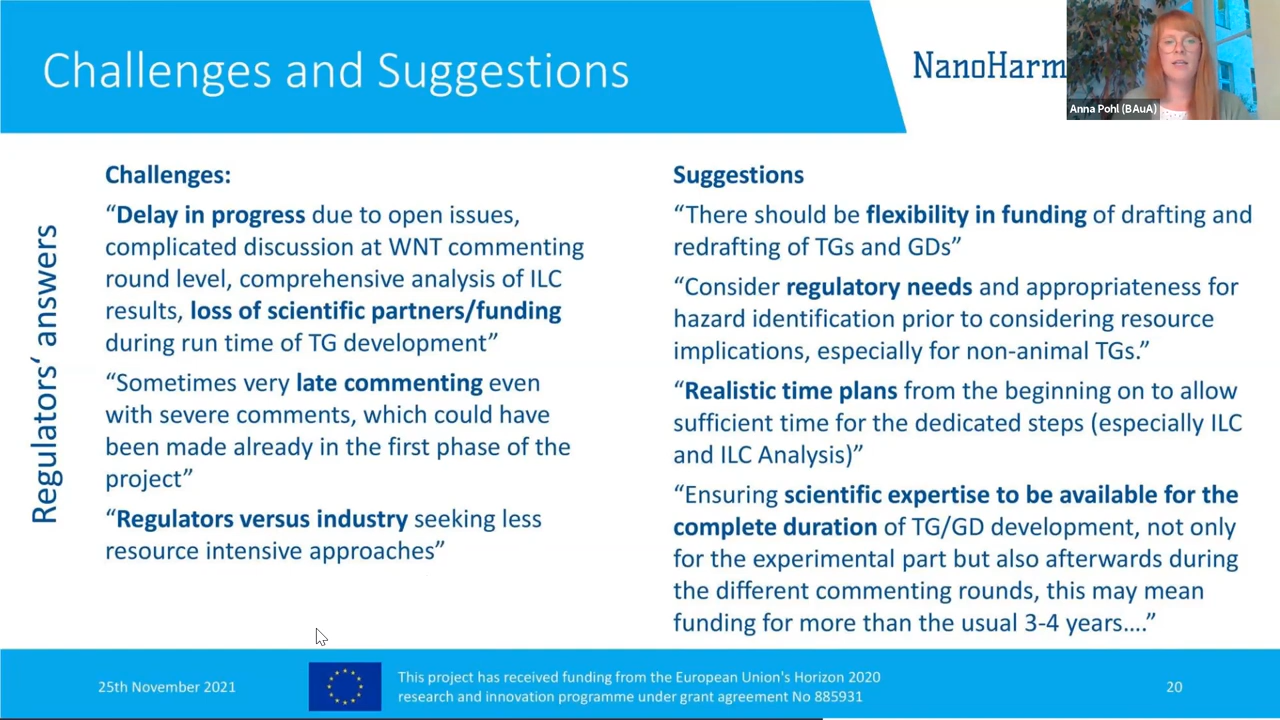 Challenges and Suggestions
NanoHarm
Anna Pohl (BAuA)
Regulators‘ answers
Challenges:
“Delay in progress due to open issues,
complicated discussion at WNT commenting
round level, comprehensive analysis of ILC
results, loss of scientific partners/funding
during run time of TG development”
“Sometimes very late commenting even
with severe comments, which could have
been made already in the first phase of the
project”
“Regulators versus industry seeking less
resource intensive approaches”
Suggestions
“There should be flexibility in funding of drafting and
redrafting of TGs and GDs”
“Consider regulatory needs and appropriateness for
hazard identification prior to considering resource
implications, especially for non-animal TGs.”
“Realistic time plans from the beginning on to allow
sufficient time for the dedicated steps (especially ILC
and ILC Analysis)”
“Ensuring scientific expertise to be available for the
complete duration of TG/GD development, not only
for the experimental part but also afterwards during
the different commenting rounds, this may mean
funding for more than the usual 3-4 years….”
25th November 2021
This project has received funding from the European Union's Horizon 2020
research and innovation programme under grant agreement No 885931
20